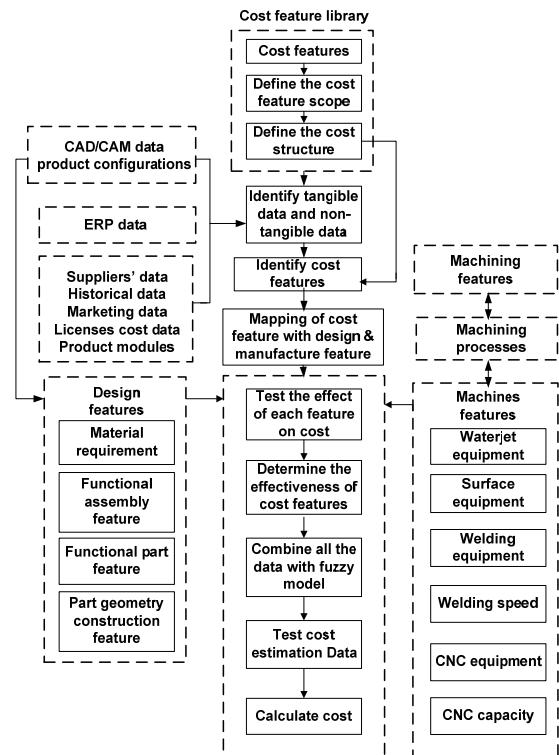 Cost feature library
Cost features
Define the cost
feature scope
Define the cost
structure
CAD/CAM data
product configurations
ERP data
Suppliers' data
Historical data
Marketing data
Licenses cost data
Product modules
Identify tangible
data and non-
tangible data
Identify cost
features
Mapping of cost
feature with design &
manufacture feature
Machining
features
Machining
processes
Design
features
Material
requirement
Functional
assembly
feature
Functional part
feature
Part geometry
construction
feature
Test the effect
of each feature
on cost
Determine the
effectiveness of
cost features
Combine all the
data with fuzzy
model
Test cost
estimation Data
Calculate cost
Machines
features
Waterjet
equipment
Surface
equipment
Welding
equipment
Welding speed
CNC equipment
CNC capacity